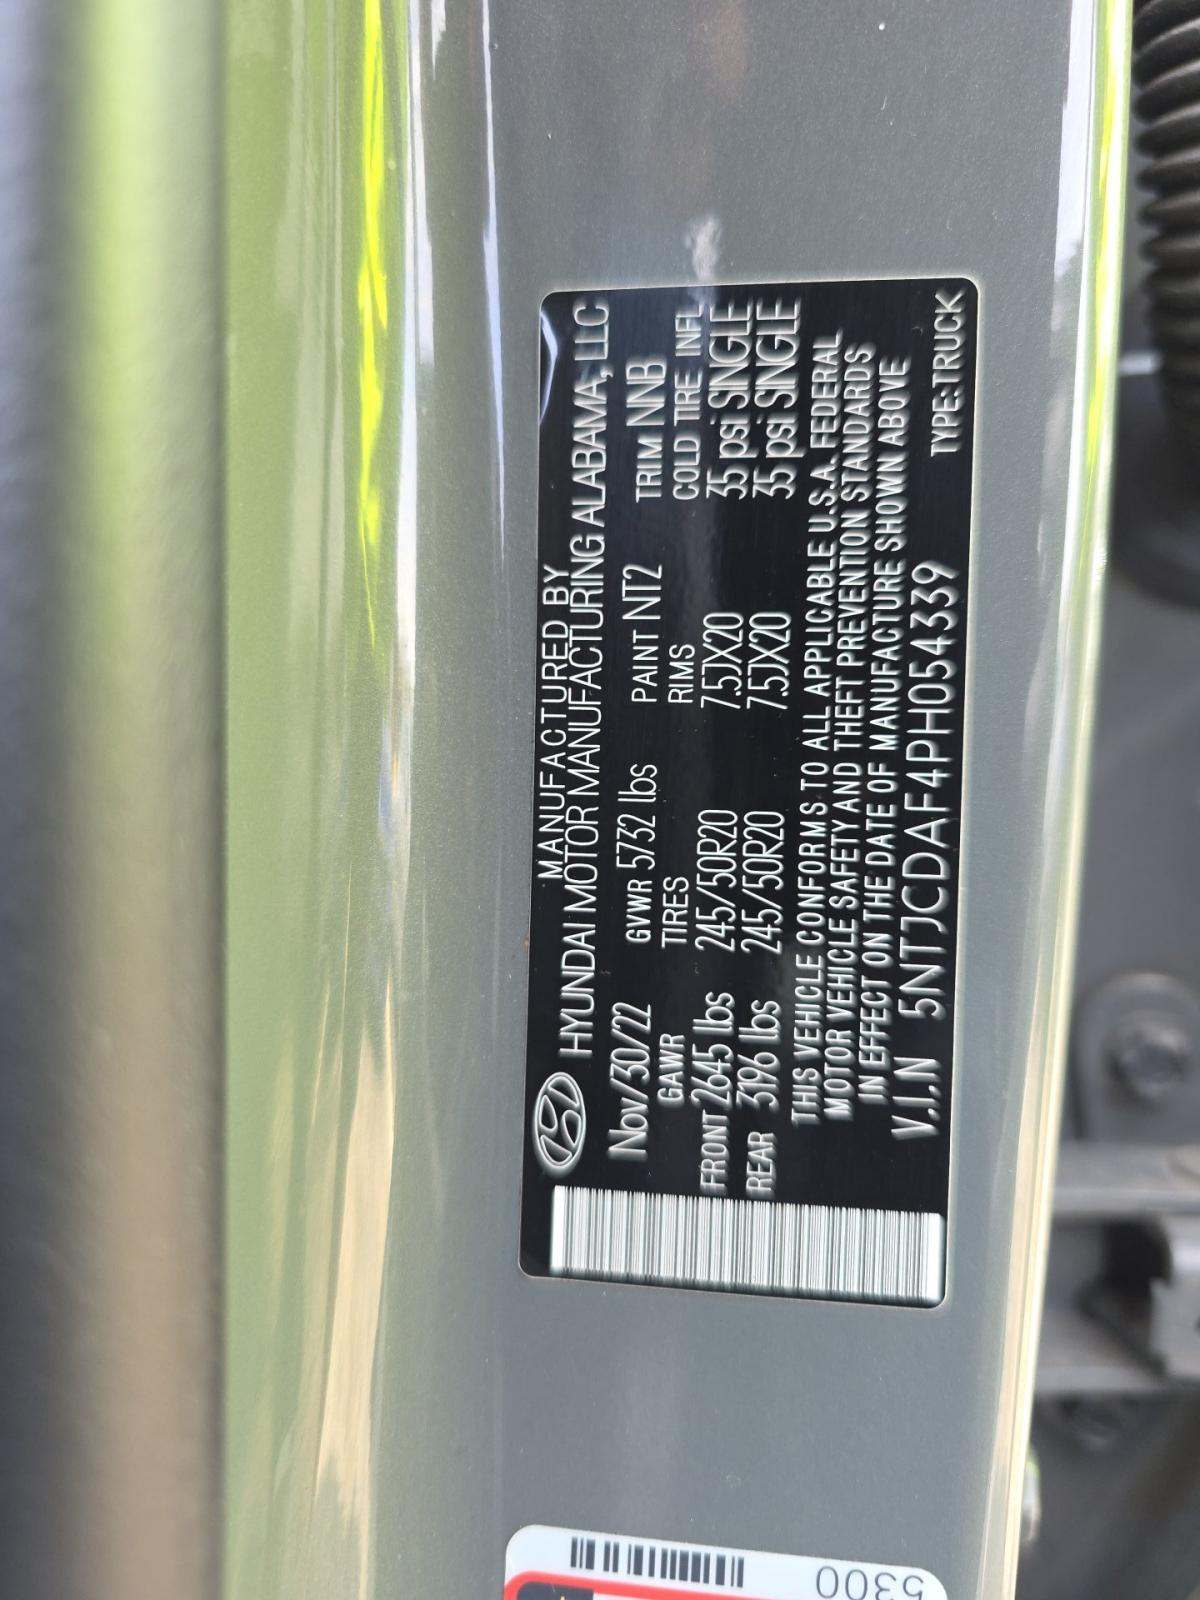 MANUFACTURED BY
HYUNDAI MOTOR MANUFACTURING ALABAMA, LLC
Nov/30/22 GVWR 5732 lbs PAINT NT2 TRIM NNB
GAWR TIRES RIMS COLD TIRE INFL
FRONT 2645 lbs 245/50R20 7.5JX20 35 psi SINGLE
REAR 3196 lbs 245/50R20 7.5JX20 35 psi SINGLE
THIS VEHICLE CONFORMS TO ALL APPLICABLE U.S.A. FEDERAL
MOTOR VEHICLE SAFETY AND THEFT PREVENTION STANDARDS
IN EFFECT ON THE DATE OF MANUFACTURE SHOWN ABOVE
V.I.N 5NTJCDAF4PH054339 TYPE:TRUCK
5300